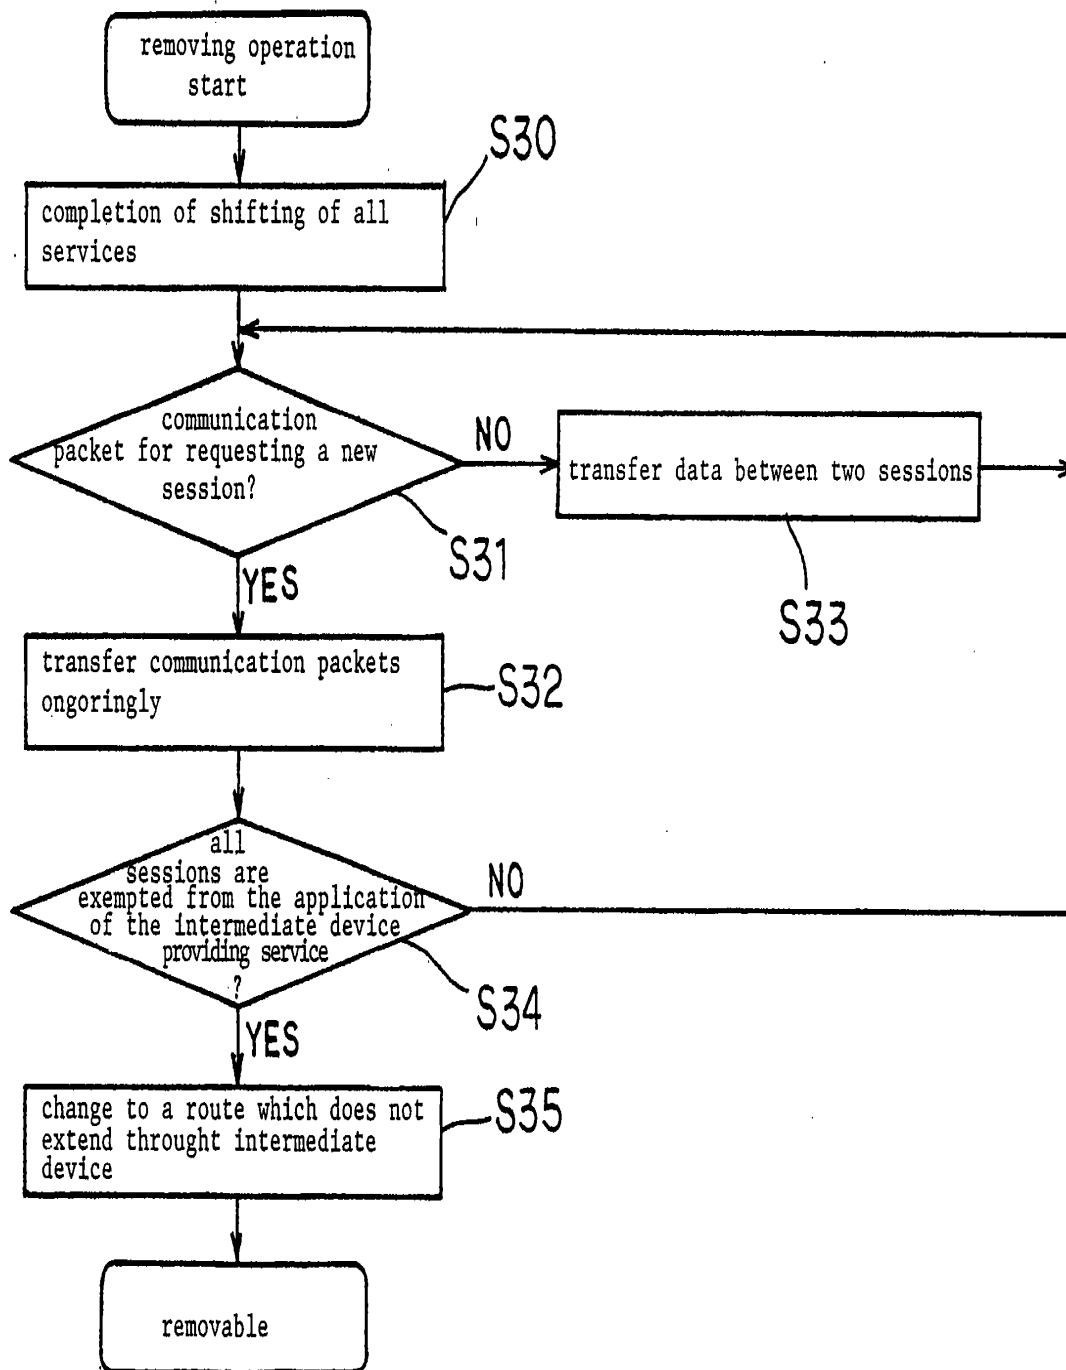 removing operation
start
S30
completion of shifting of all
services
communication
packet for requesting a new
session?
NO
transfer data between two sessions
S31
S33
YES
transfer communication packets
ongoringly
S32
all
sessions are
exempted from the application
of the intermediate device
providing service
?
NO
S34
YES
change to a route which does not
extend throught intermediate
device
S35
removable